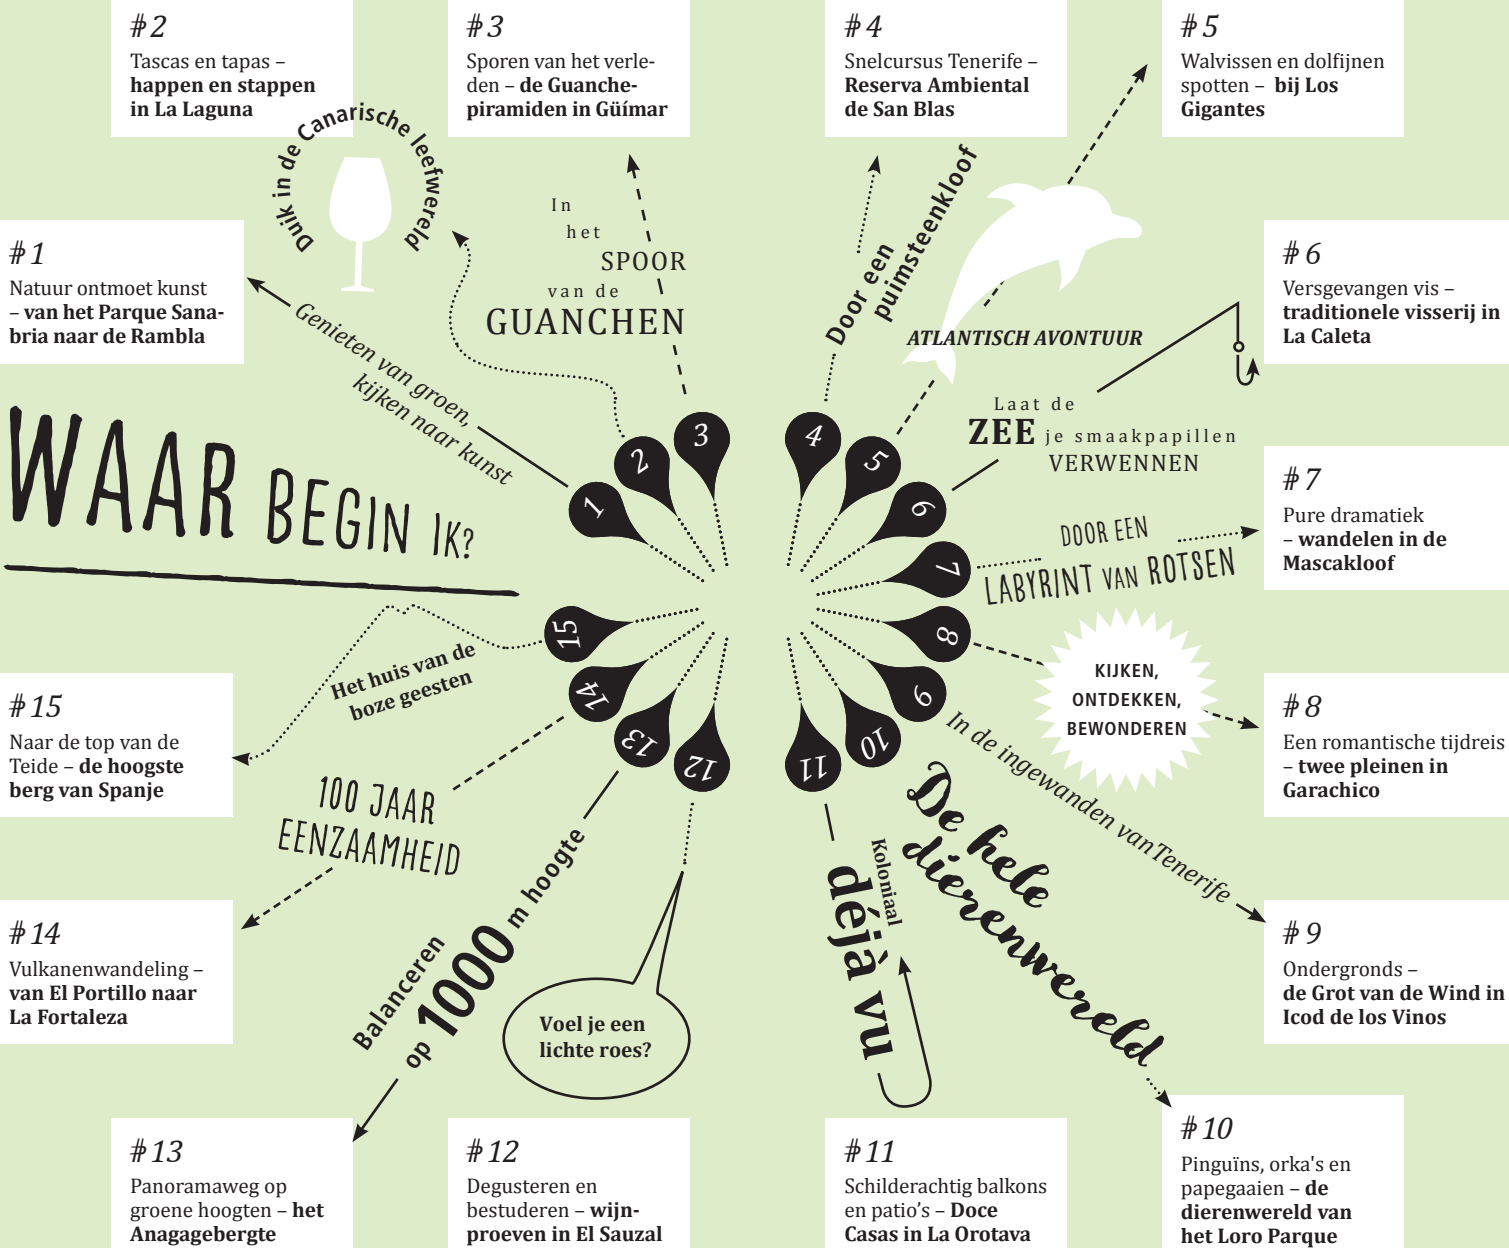 WAAR BEGIN IK?
#1
Natuur ontmoet kunst
– van het Parque Sana-
bria naar de Rambla
Genieten van groen,
kijken naar kunst
1
#2
Tascas en tapas –
happen en stappen
in La Laguna
Duik in de Canarische leefwereld
2
#3
Sporen van het verle-
den – de Guanche-
piramiden in Güímar
In
het
SPOOR
van de
GUANCHEN
3
#4
Snelcursus Tenerife –
Reserva Ambiental
de San Blas
Door een
puimsteenkloof
4
#5
Walvissen en dolfijnen
spotten – bij Los
Gigantes
ATLANTISCH AVONTUUR
5
#6
Versgevangen vis –
traditionele visserij in
La Caleta
Laat de
ZEE je smaakpapillen
VERWENNEN
6
#7
Pure dramatiek
– wandelen in de
Mascakloof
DOOR EEN
LABYRINT VAN ROTSEN
7
#8
Een romantische tijdreis
– twee pleinen in
Garachico
KIJKEN,
ONTDEKKEN,
BEWONDEREN
8
#9
Ondergronds –
de Grot van de Wind in
Icod de los Vinos
In de ingewanden van Tenerife
9
#10
Pinguïns, orka's en
papegaaien – de
dierenwereld van
het Loro Parque
De hele
dierenwereld
10
#11
Schilderachtig balkons
en patio’s – Doce
Casas in La Orotava
Koloniaal
déjà vu
11
#12
Degusteren en
bestuderen – wijn-
proeven in El Sauzal
Voel je een
lichte roes?
12
#13
Panoramaweg op
groene hoogten – het
Anagagebergte
Balanceren
op 1000 m hoogte
13
#14
Vulkanenwandeling –
van El Portillo naar
La Fortaleza
100 JAAR
EENZAAMHEID
14
#15
Naar de top van de
Teide – de hoogste
berg van Spanje
Het huis van de
boze geesten
15